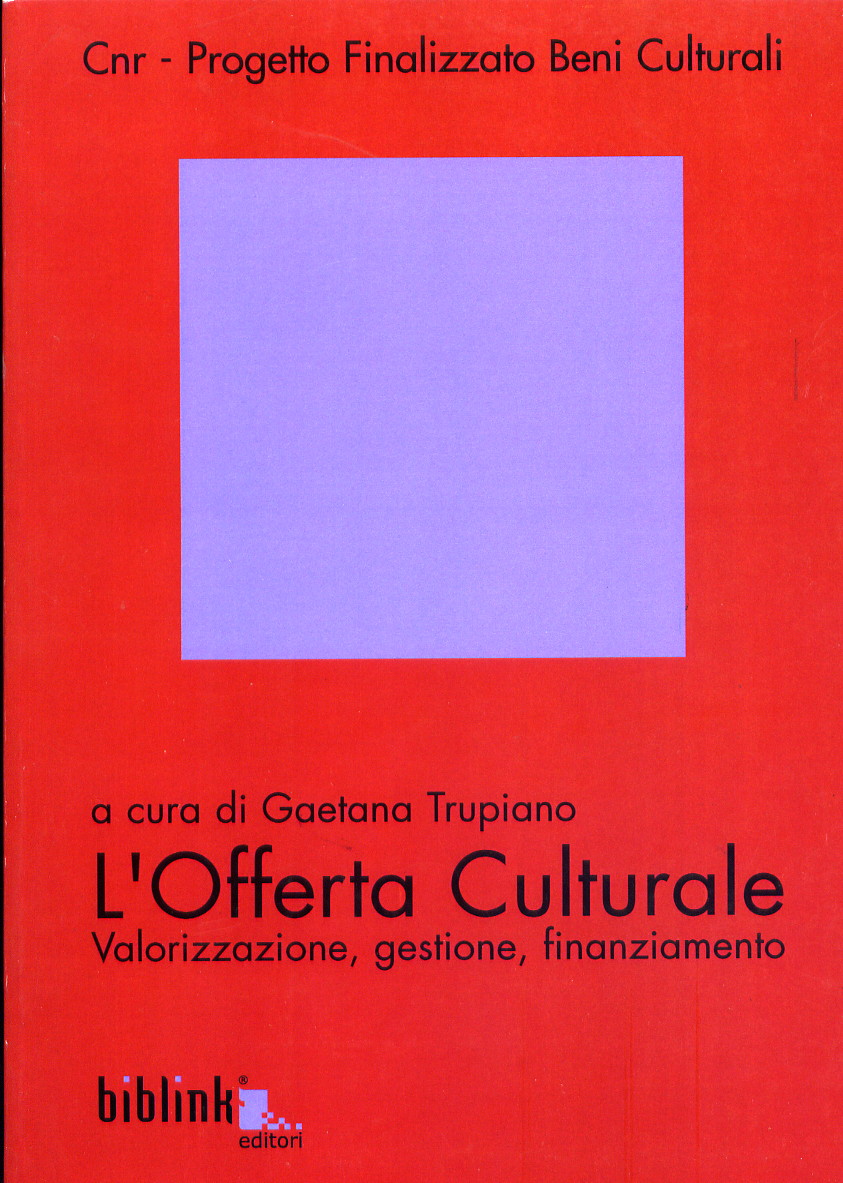 Cnr - Progetto Finalizzato Beni Culturali
a cura di Gaetana Trupiano
L'Offerta Culturale
Valorizzazione, gestione, finanziamento
biblink®
editori